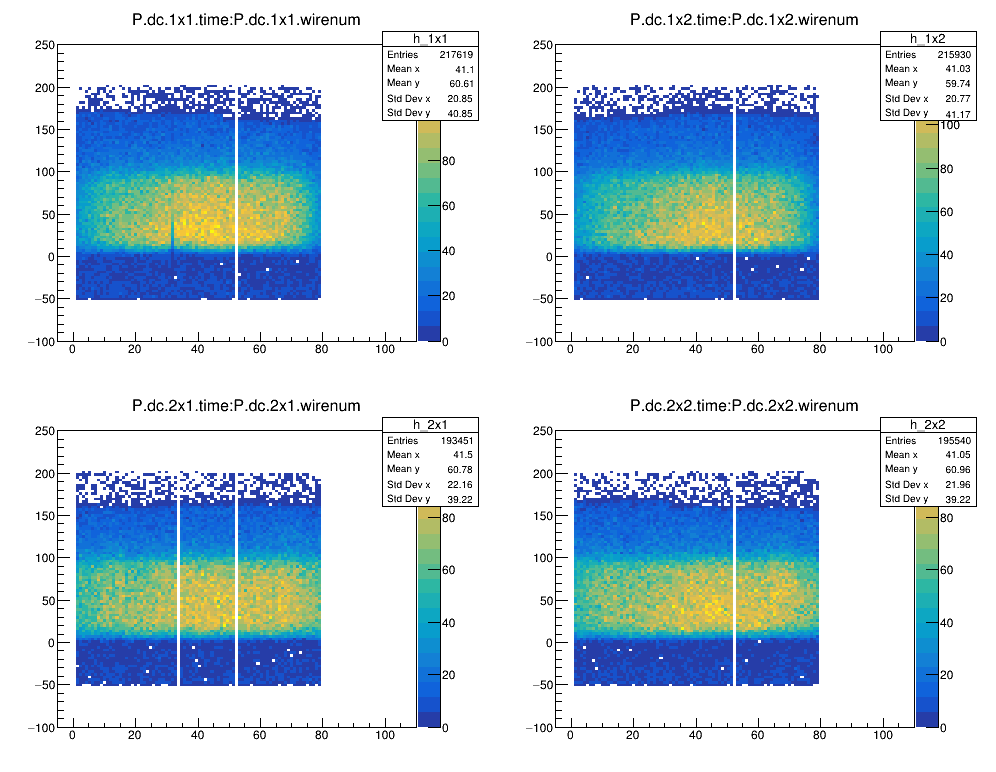 P.dc.1x1.time:P.dc.1x1.wirenum
h_1x1
Entries 217619
Mean x 41.1
Mean y 60.61
Std Dev x 20.85
Std Dev y 40.85
250
200
150
100
50
0
−50
−100
0 20 40 60 80 100
80
60
40
20
0
P.dc.1x2.time:P.dc.1x2.wirenum
h_1x2
Entries 215930
Mean x 41.03
Mean y 59.74
Std Dev x 20.77
Std Dev y 41.17
250
200
150
100
50
0
−50
−100
0 20 40 60 80 100
100
80
60
40
20
0
P.dc.2x1.time:P.dc.2x1.wirenum
h_2x1
Entries 193451
Mean x 41.5
Mean y 60.78
Std Dev x 22.16
Std Dev y 39.22
250
200
150
100
50
0
−50
−100
0 20 40 60 80 100
80
60
40
20
0
P.dc.2x2.time:P.dc.2x2.wirenum
h_2x2
Entries 195540
Mean x 41.05
Mean y 60.96
Std Dev x 21.96
Std Dev y 39.22
250
200
150
100
50
0
−50
−100
0 20 40 60 80 100
80
60
40
20
0